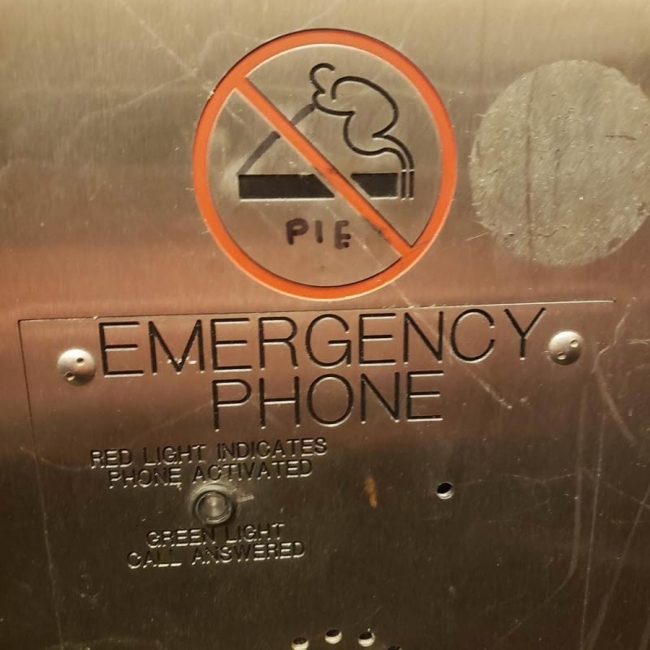 PIE
EMERGENCY
PHONE
RED LIGHT INDICATES
PHONE ACTIVATED
GREEN LIGHT
CALL ANSWERED